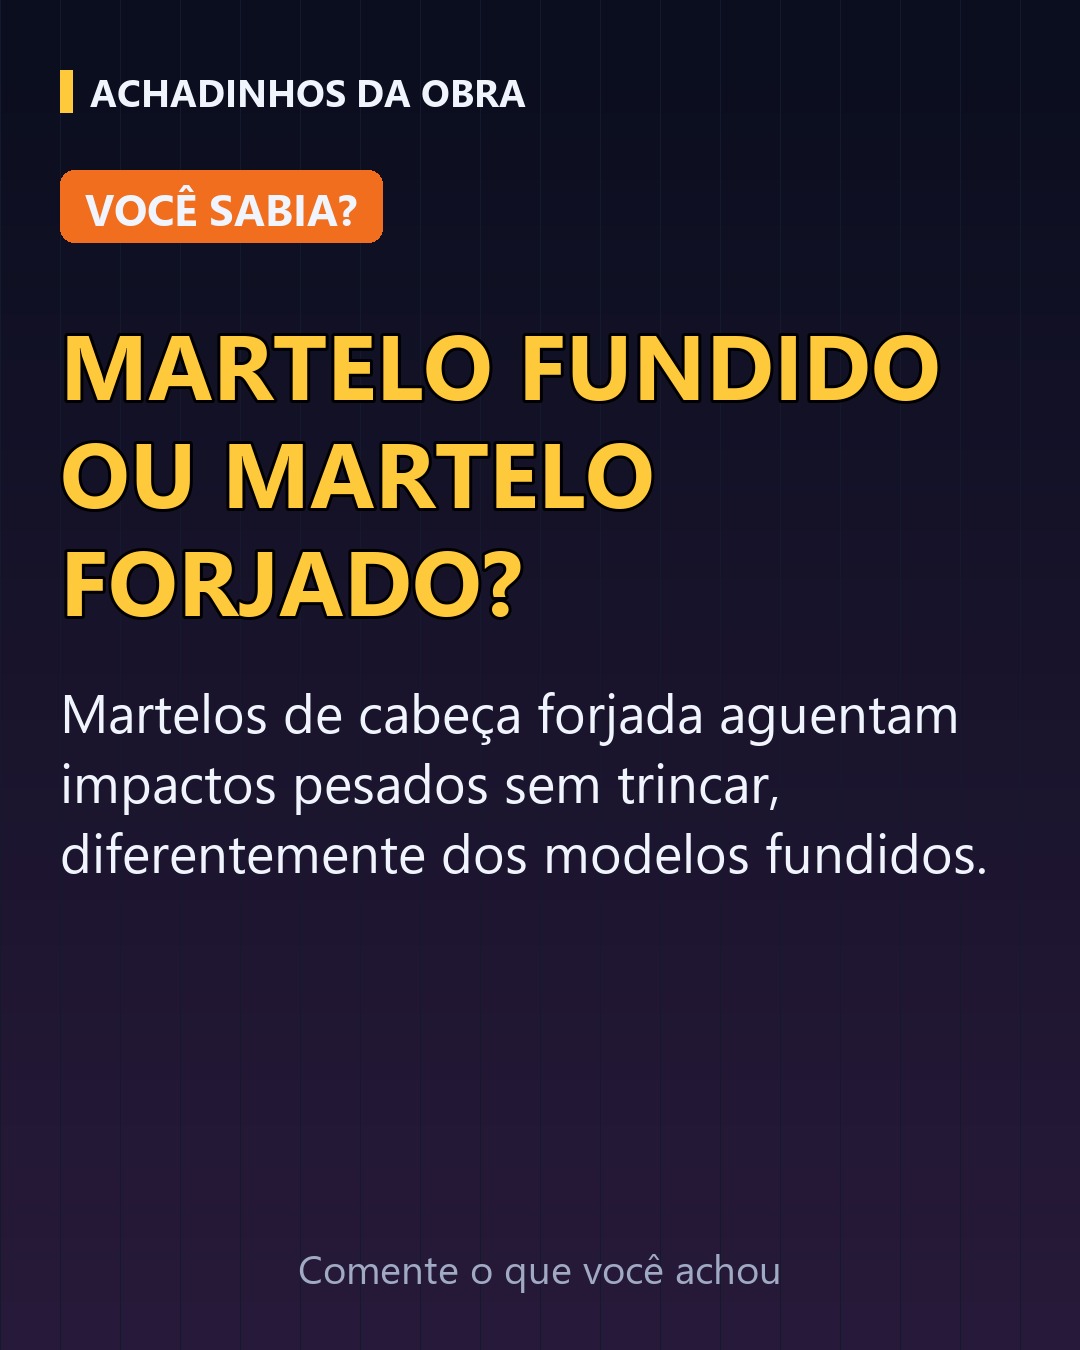 ACHADINHOS DA OBRA
VOCÊ SABIA?
MARTELO FUNDIDO
OU MARTELO
FORJADO?
Martelos de cabeça forjada aguentam
impactos pesados sem trincar,
diferentemente dos modelos fundidos.
Comente o que você achou